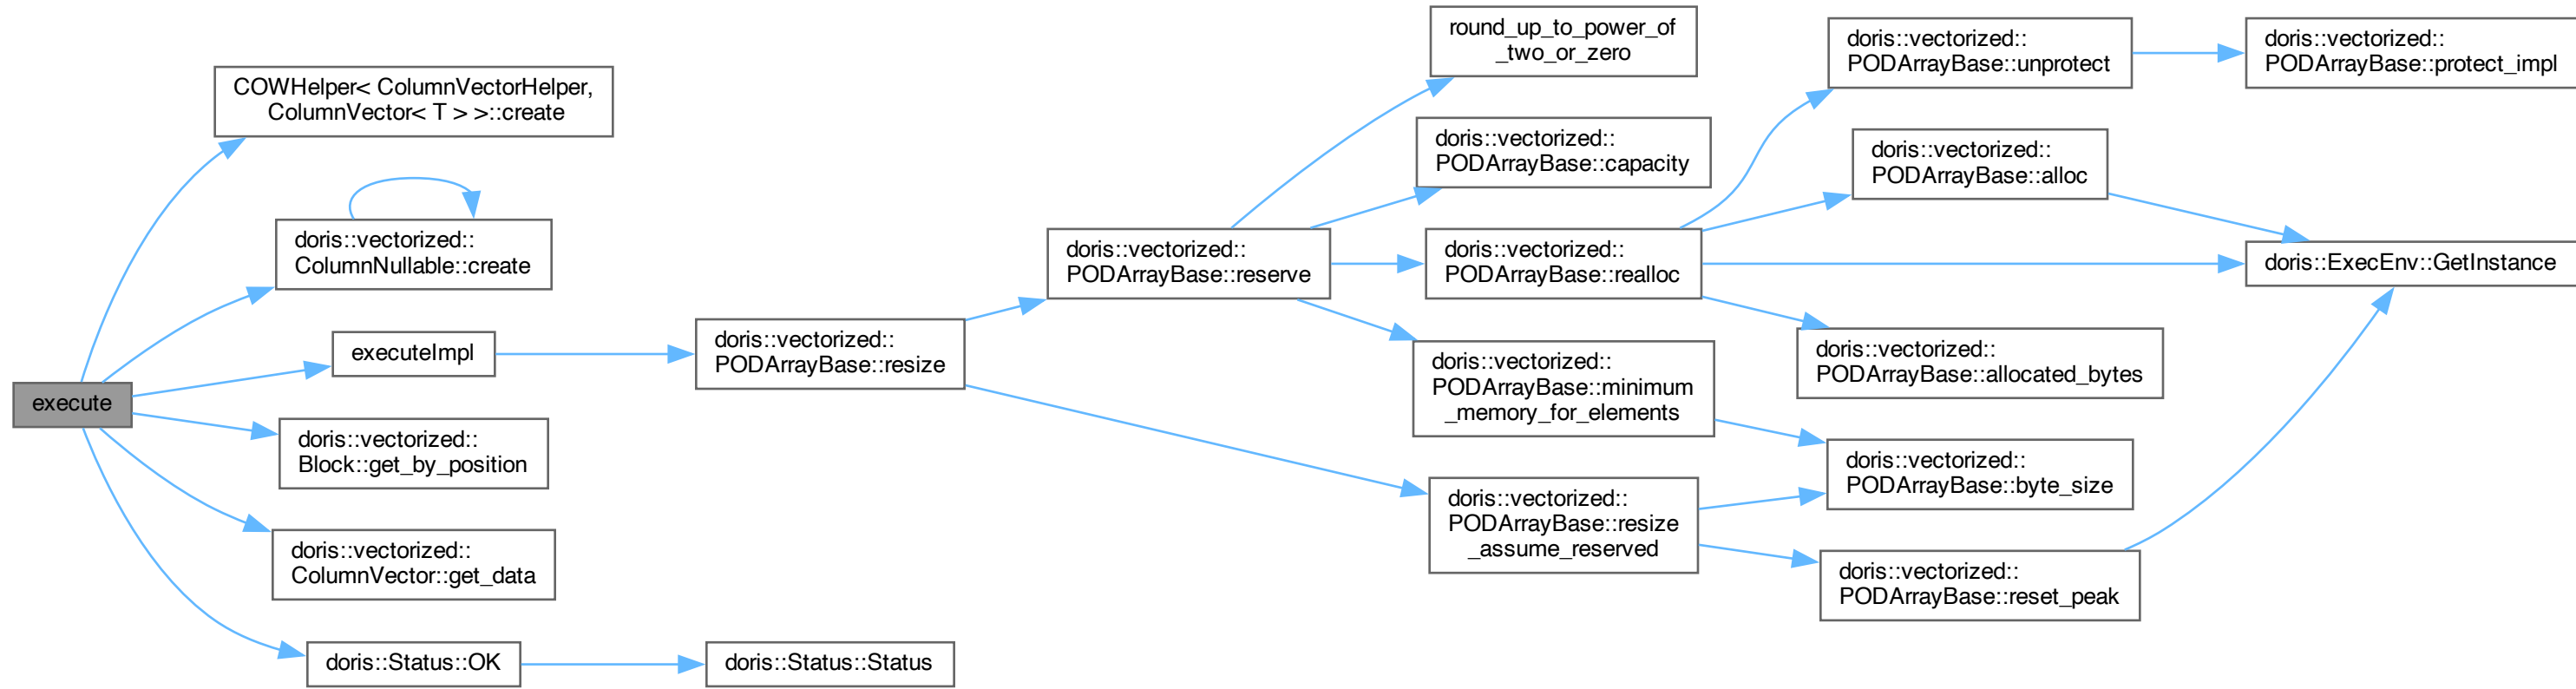 execute
COWHelper< ColumnVectorHelper,
ColumnVector< T > >::create
doris::vectorized::
ColumnNullable::create
executeImpl
doris::vectorized::
Block::get_by_position
doris::vectorized::
ColumnVector::get_data
doris::Status::OK
doris::Status::Status
doris::vectorized::
PODArrayBase::resize
doris::vectorized::
PODArrayBase::reserve
round_up_to_power_of
_two_or_zero
doris::vectorized::
PODArrayBase::capacity
doris::vectorized::
PODArrayBase::realloc
doris::vectorized::
PODArrayBase::minimum
_memory_for_elements
doris::vectorized::
PODArrayBase::resize
_assume_reserved
doris::vectorized::
PODArrayBase::unprotect
doris::vectorized::
PODArrayBase::alloc
doris::vectorized::
PODArrayBase::allocated_bytes
doris::vectorized::
PODArrayBase::byte_size
doris::vectorized::
PODArrayBase::reset_peak
doris::vectorized::
PODArrayBase::protect_impl
doris::ExecEnv::GetInstance